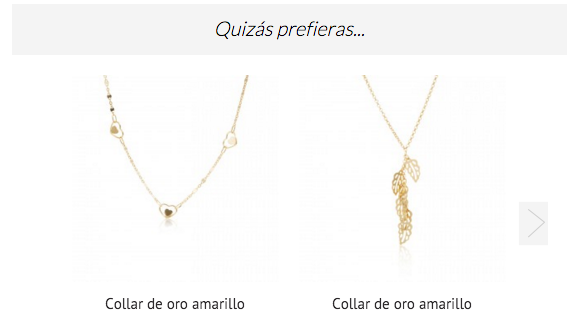 Quizás prefieras...
Collar de oro amarillo
Collar de oro amarillo